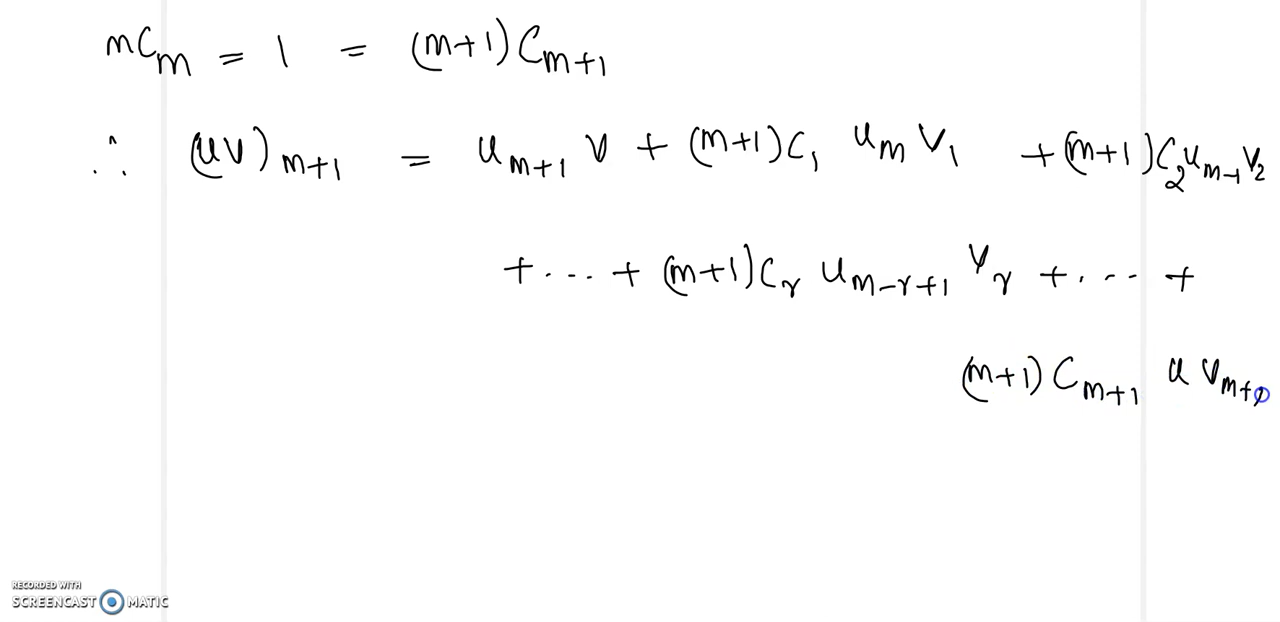 mCₘ = 1 = (m+1)Cₘ₊₁
∴ (uv)ₘ₊₁ = uₘ₊₁ v + (m+1)C₁ uₘ v₁ + (m+1)C₂ uₘ₋₁ v₂
+ ... + (m+1)Cᵣ uₘ₋ᵣ₊₁ vᵣ + ... +
(m+1)Cₘ₊₁ u vₘ₊₁
RECORDED WITH
SCREENCAST MATIC